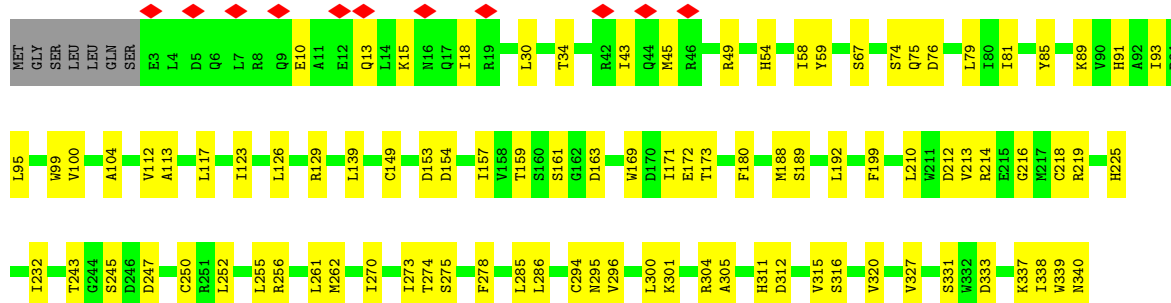 MET GLY SER LEU LEU LEU GLN SER E3 L4 D5 Q6 L7 R8 Q9 E10 A11 E12 Q13 L14 K15 N16 Q17 I18 R19 L30 T34 R42 I43 Q44 M45 R46 R49 H54 I58 Y59 S67 S74 Q75 D76 L79 I80 I81 Y85 K89 V90 H91 A92 I93
L95 W99 V100 A104 V112 A113 L117 I123 L126 R129 L139 C149 D153 D154 I157 V158 T159 S160 S161 G162 D163 W169 D170 I171 E172 T173 F180 M188 S189 L192 F199 L210 W211 D212 V213 R214 E215 G216 M217 C218 R219 H225
I232 T243 G244 S245 D246 D247 C250 R251 L252 L255 R256 L261 M262 I270 I273 T274 S275 F278 L285 L286 C294 N295 V296 L300 K301 R304 A305 H311 D312 V315 S316 V320 V327 S331 W332 D333 K337 I338 W339 N340